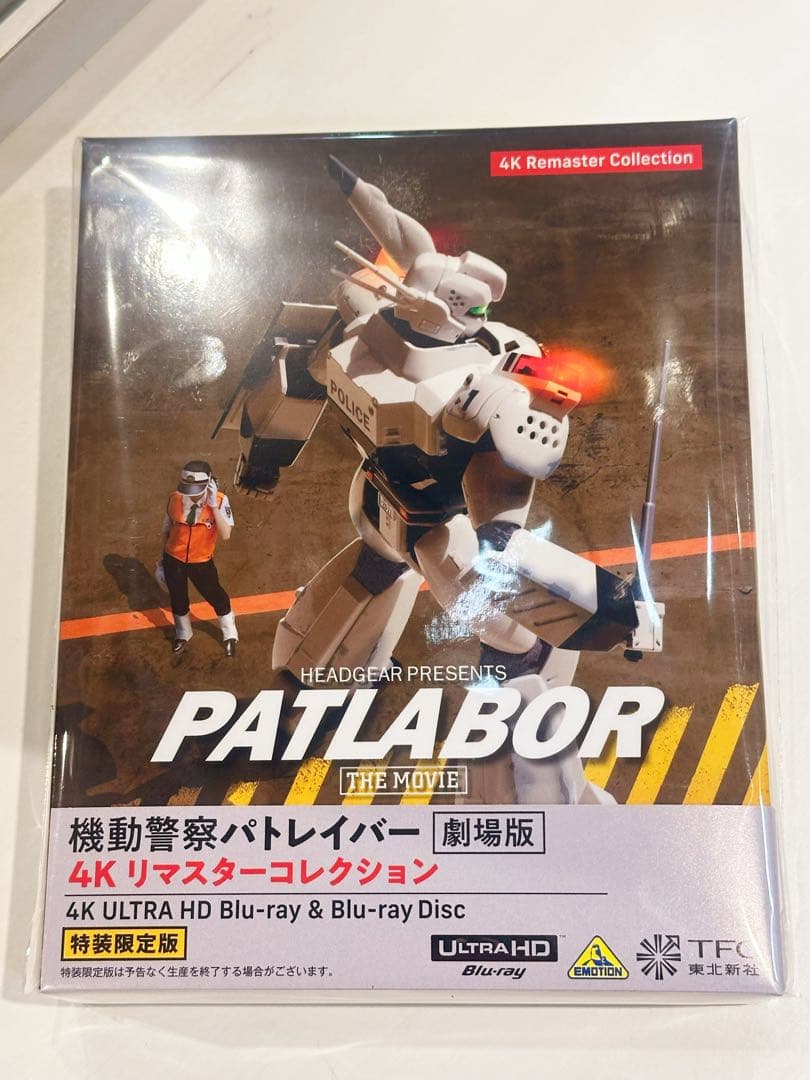 4K Remaster Collection
POLICE
1
HEADGEAR PRESENTS
PATLABOR
THE MOVIE
機動警察パトレイバー 劇場版
4K リマスターコレクション
4K ULTRA HD Blu-ray & Blu-ray Disc
特装限定版
特装限定版は予告なく生産を終了する場合がございます。
ULTRA HD™
Blu-ray
EMOTION
TFC
東北新社